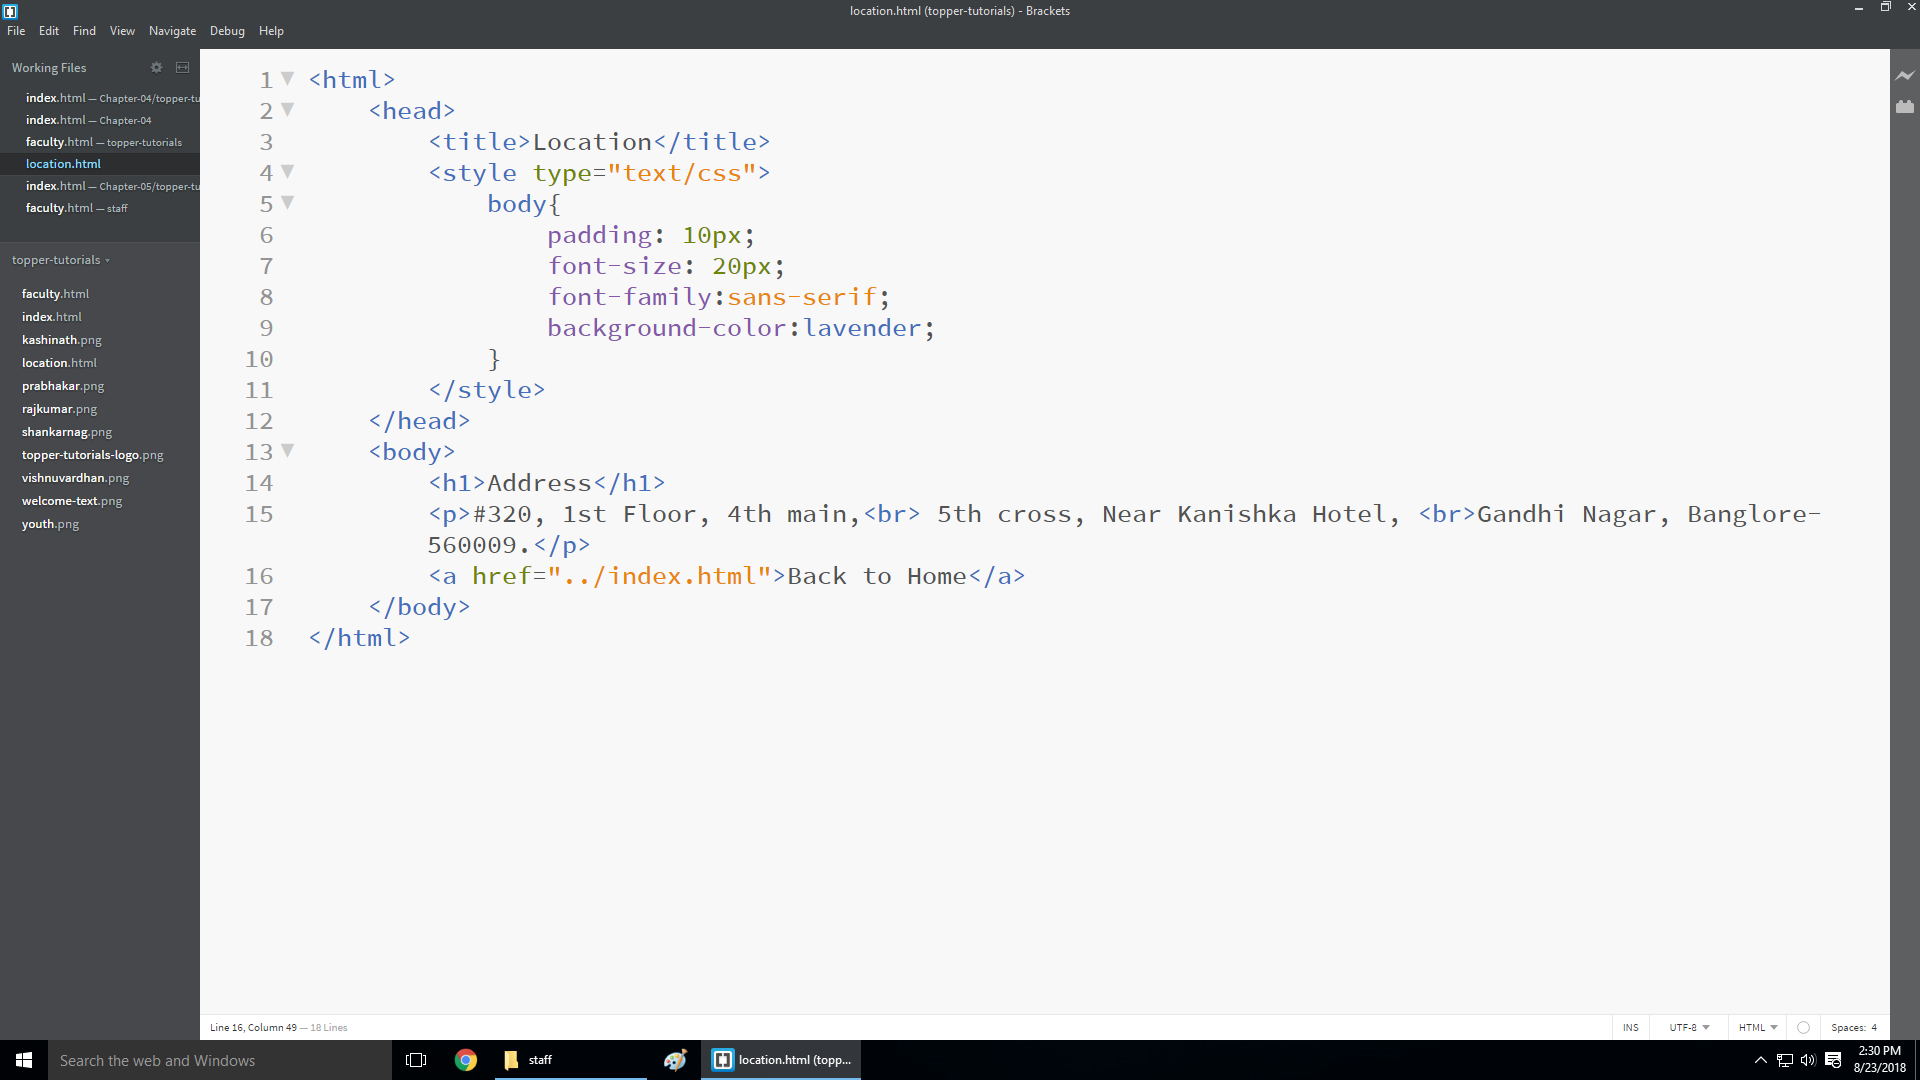 location.html (topper-tutorials) - Brackets
File Edit Find View Navigate Debug Help
Working Files
index.html — Chapter-04/topper-tu
index.html — Chapter-04
faculty.html — topper-tutorials
location.html
index.html — Chapter-05/topper-tu
faculty.html — staff
topper-tutorials
faculty.html
index.html
kashinath.png
location.html
prabhakar.png
rajkumar.png
shankarnag.png
topper-tutorials-logo.png
vishnuvardhan.png
welcome-text.png
youth.png
1 <html>
2 <head>
3 <title>Location</title>
4 <style type="text/css">
5 body{
6 padding: 10px;
7 font-size: 20px;
8 font-family:sans-serif;
9 background-color:lavender;
10 }
11 </style>
12 </head>
13 <body>
14 <h1>Address</h1>
15 <p>#320, 1st Floor, 4th main,<br> 5th cross, Near Kanishka Hotel, <br>Gandhi Nagar, Banglore-
560009.</p>
16 <a href="../index.html">Back to Home</a>
17 </body>
18 </html>
Line 16, Column 49 — 18 Lines
INS UTF-8 HTML Spaces: 4
Search the web and Windows
staff
location.html (topp...
2:30 PM
8/23/2018